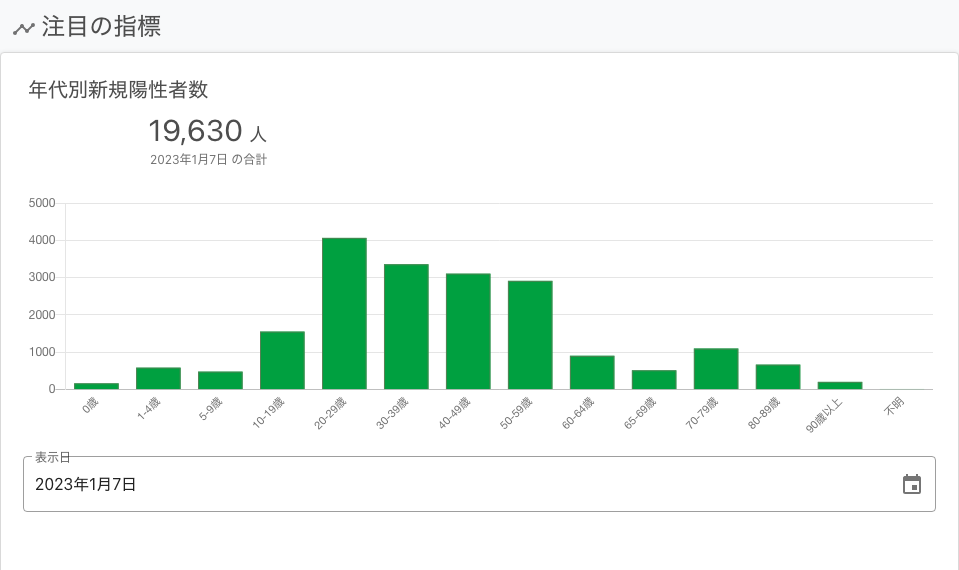 注目の指標
年代別新規陽性者数
19,630 人
2023年1月7日 の合計
5000
4000
3000
2000
1000
0
0歳
1-4歳
5-9歳
10-19歳
20-29歳
30-39歳
40-49歳
50-59歳
60-64歳
65-69歳
70-79歳
80-89歳
90歳以上
不明
表示日
2023年1月7日